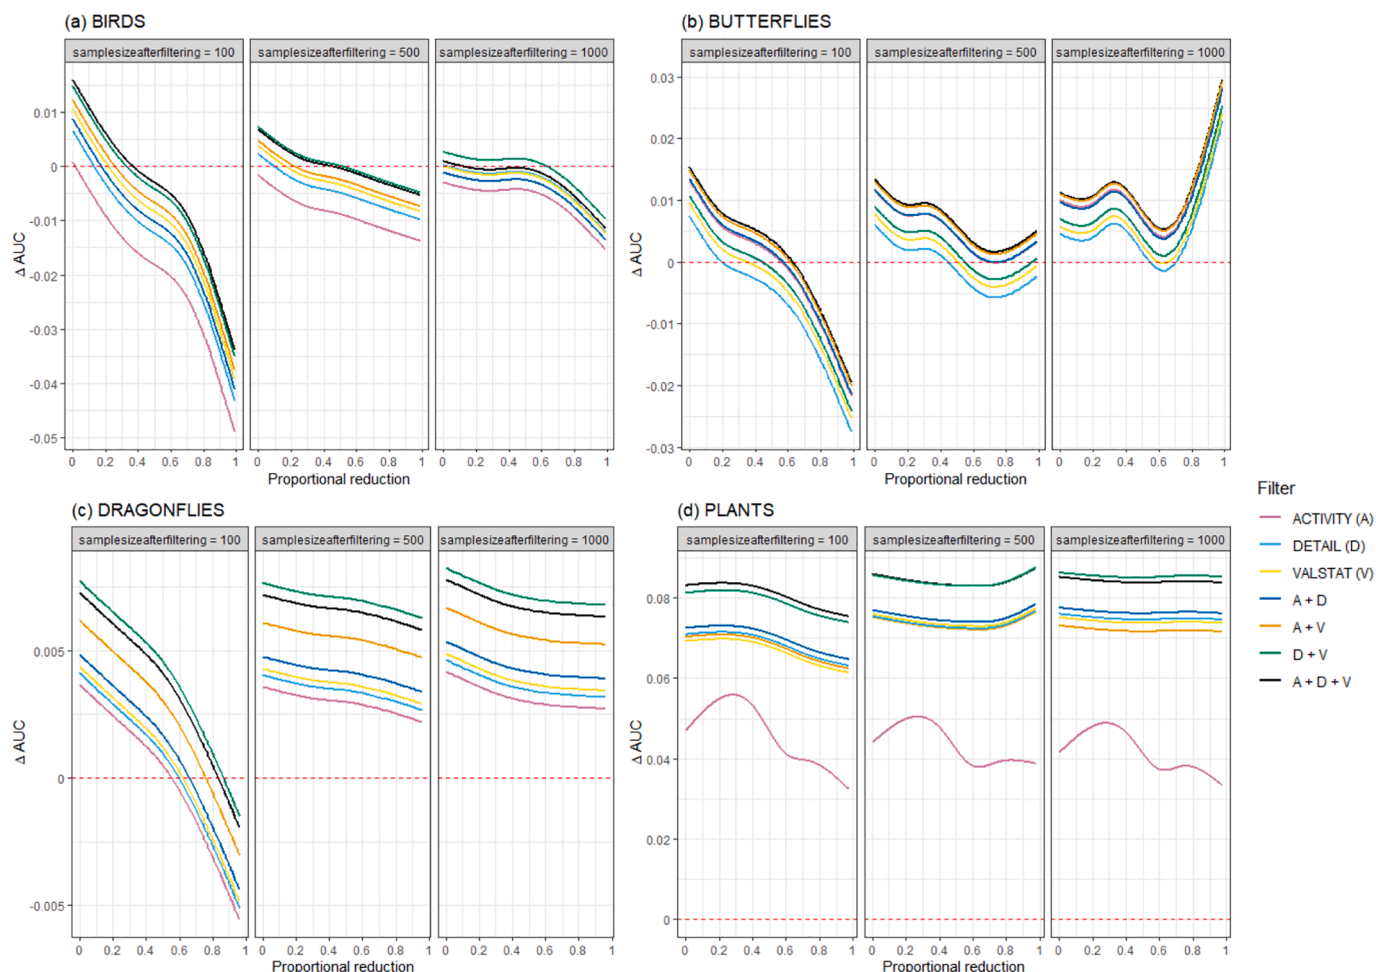 (a) BIRDS
samplesizeafterfiltering = 100
samplesizeafterfiltering = 500
samplesizeafterfiltering = 1000
Δ AUC
0.01
0
-0.01
-0.02
-0.03
-0.04
-0.05
0 0.2 0.4 0.6 0.8 1
0 0.2 0.4 0.6 0.8 1
0 0.2 0.4 0.6 0.8 1
Proportional reduction
(b) BUTTERFLIES
samplesizeafterfiltering = 100
samplesizeafterfiltering = 500
samplesizeafterfiltering = 1000
Δ AUC
0.03
0.02
0.01
0
-0.01
-0.02
-0.03
0 0.2 0.4 0.6 0.8 1
0 0.2 0.4 0.6 0.8 1
0 0.2 0.4 0.6 0.8 1
Proportional reduction
(c) DRAGONFLIES
samplesizeafterfiltering = 100
samplesizeafterfiltering = 500
samplesizeafterfiltering = 1000
Δ AUC
0.005
0
-0.005
0 0.2 0.4 0.6 0.8 1
0 0.2 0.4 0.6 0.8 1
0 0.2 0.4 0.6 0.8 1
Proportional reduction
(d) PLANTS
samplesizeafterfiltering = 100
samplesizeafterfiltering = 500
samplesizeafterfiltering = 1000
Δ AUC
0.08
0.06
0.04
0.02
0
0 0.2 0.4 0.6 0.8 1
0 0.2 0.4 0.6 0.8 1
0 0.2 0.4 0.6 0.8 1
Proportional reduction
Filter
ACTIVITY (A)
DETAIL (D)
VALSTAT (V)
A + D
A + V
D + V
A + D + V